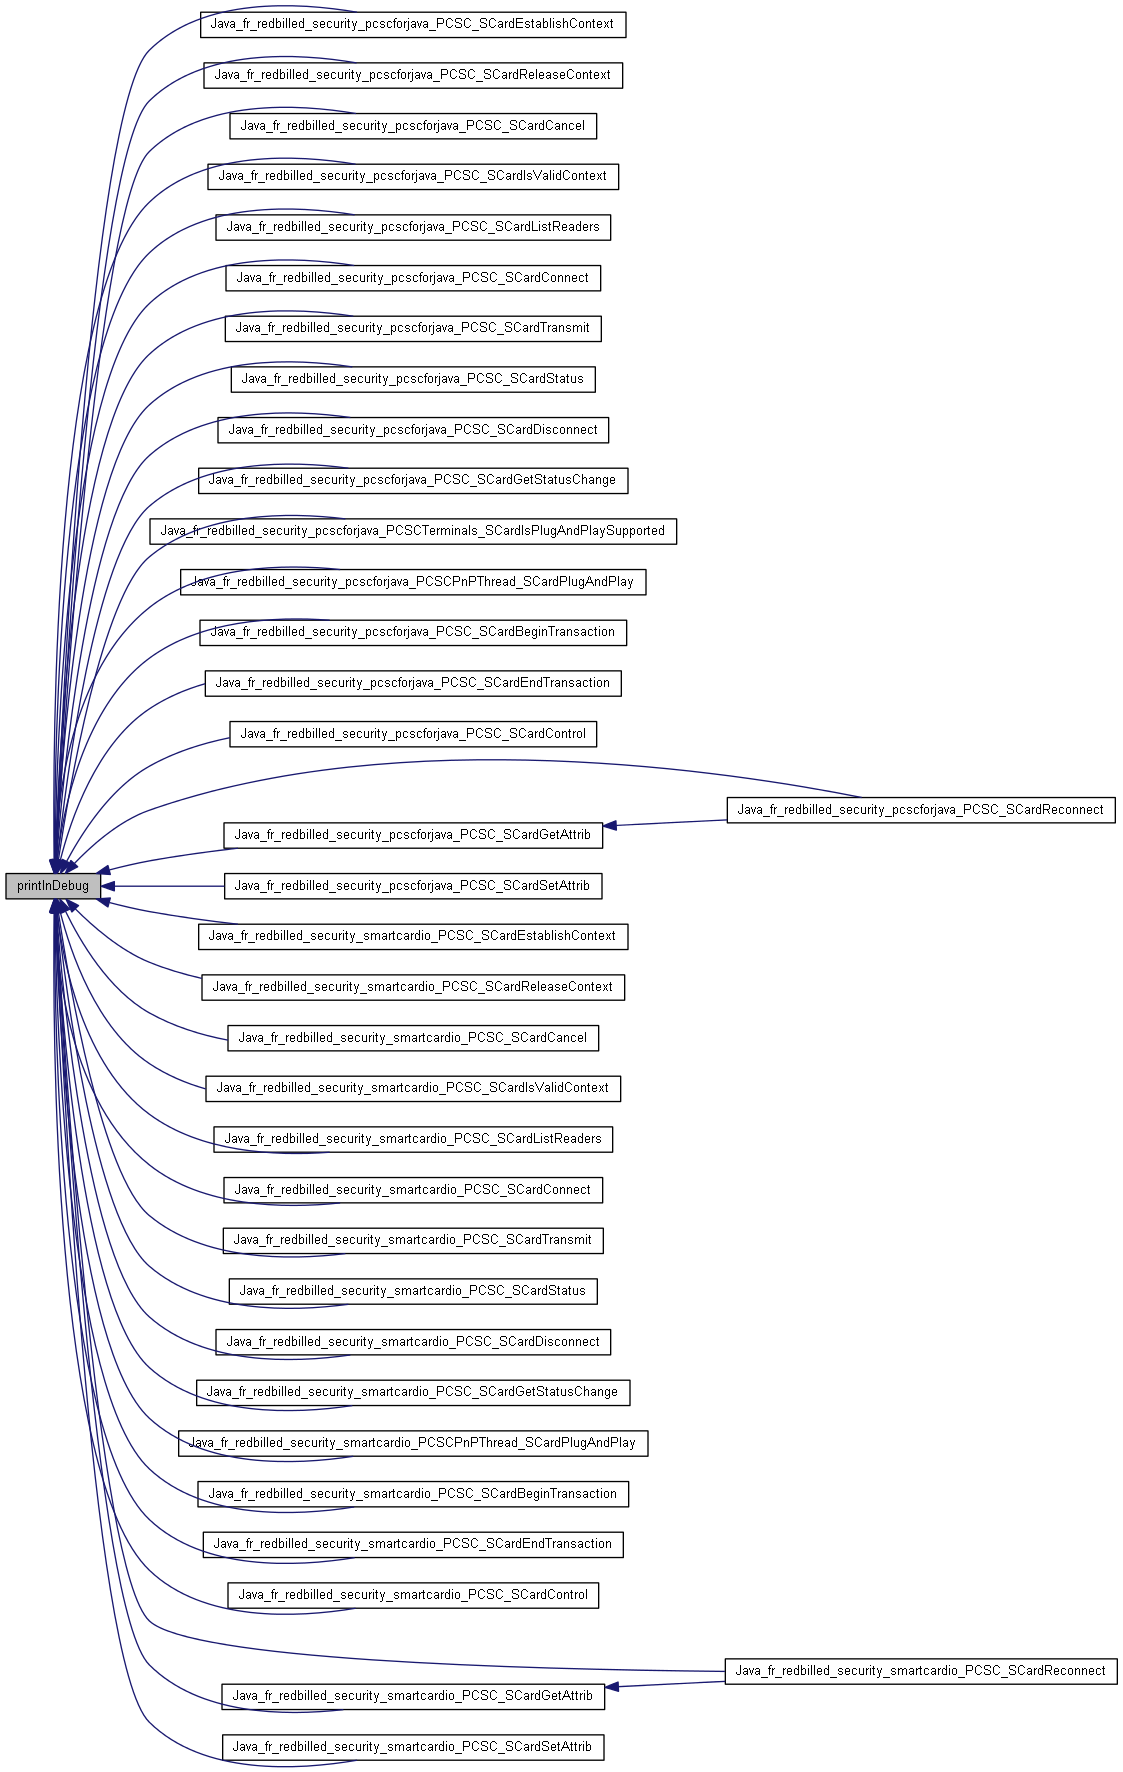 Java_fr_redbilled_security_pcscforjava_PCSC_SCardEstablishContext
Java_fr_redbilled_security_pcscforjava_PCSC_SCardReleaseContext
Java_fr_redbilled_security_pcscforjava_PCSC_SCardCancel
Java_fr_redbilled_security_pcscforjava_PCSC_SCardIsValidContext
Java_fr_redbilled_security_pcscforjava_PCSC_SCardListReaders
Java_fr_redbilled_security_pcscforjava_PCSC_SCardConnect
Java_fr_redbilled_security_pcscforjava_PCSC_SCardTransmit
Java_fr_redbilled_security_pcscforjava_PCSC_SCardStatus
Java_fr_redbilled_security_pcscforjava_PCSC_SCardDisconnect
Java_fr_redbilled_security_pcscforjava_PCSC_SCardGetStatusChange
Java_fr_redbilled_security_pcscforjava_PCSCTerminals_SCardIsPlugAndPlaySupported
Java_fr_redbilled_security_pcscforjava_PCSCPnPThread_SCardPlugAndPlay
Java_fr_redbilled_security_pcscforjava_PCSC_SCardBeginTransaction
Java_fr_redbilled_security_pcscforjava_PCSC_SCardEndTransaction
Java_fr_redbilled_security_pcscforjava_PCSC_SCardControl
Java_fr_redbilled_security_pcscforjava_PCSC_SCardReconnect
Java_fr_redbilled_security_pcscforjava_PCSC_SCardGetAttrib
printlnDebug
Java_fr_redbilled_security_pcscforjava_PCSC_SCardSetAttrib
Java_fr_redbilled_security_smartcardio_PCSC_SCardEstablishContext
Java_fr_redbilled_security_smartcardio_PCSC_SCardReleaseContext
Java_fr_redbilled_security_smartcardio_PCSC_SCardCancel
Java_fr_redbilled_security_smartcardio_PCSC_SCardIsValidContext
Java_fr_redbilled_security_smartcardio_PCSC_SCardListReaders
Java_fr_redbilled_security_smartcardio_PCSC_SCardConnect
Java_fr_redbilled_security_smartcardio_PCSC_SCardTransmit
Java_fr_redbilled_security_smartcardio_PCSC_SCardStatus
Java_fr_redbilled_security_smartcardio_PCSC_SCardDisconnect
Java_fr_redbilled_security_smartcardio_PCSC_SCardGetStatusChange
Java_fr_redbilled_security_smartcardio_PCSCPnPThread_SCardPlugAndPlay
Java_fr_redbilled_security_smartcardio_PCSC_SCardBeginTransaction
Java_fr_redbilled_security_smartcardio_PCSC_SCardEndTransaction
Java_fr_redbilled_security_smartcardio_PCSC_SCardControl
Java_fr_redbilled_security_smartcardio_PCSC_SCardReconnect
Java_fr_redbilled_security_smartcardio_PCSC_SCardGetAttrib
Java_fr_redbilled_security_smartcardio_PCSC_SCardSetAttrib